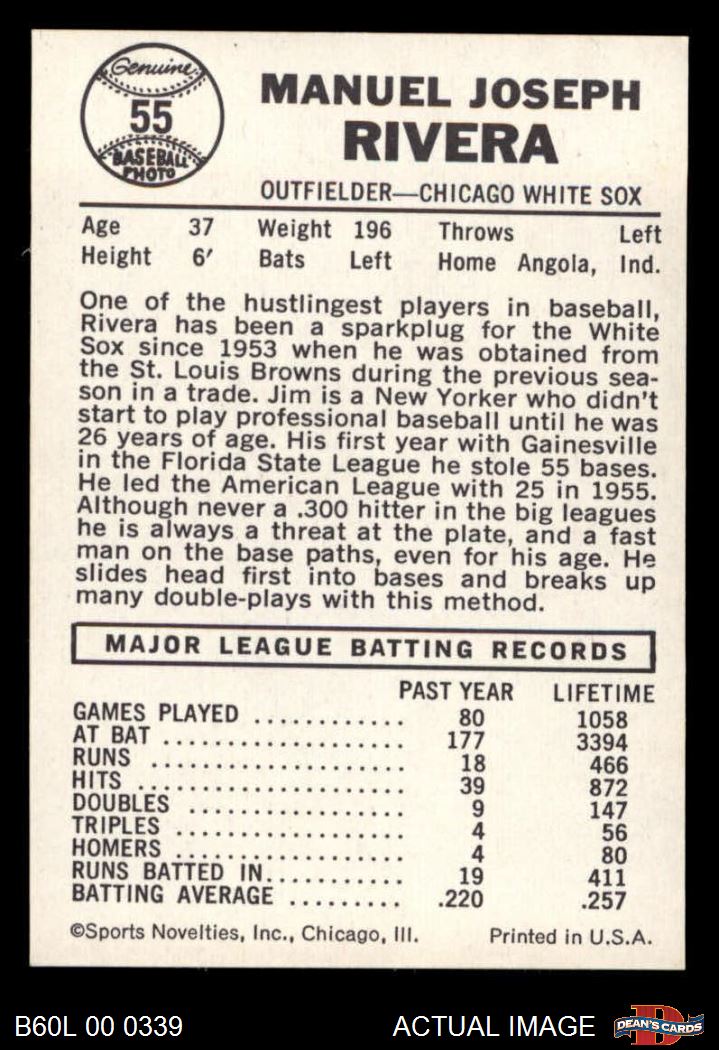 Genuine
55
BASEBALL
PHOTO
MANUEL JOSEPH
RIVERA
OUTFIELDER—CHICAGO WHITE SOX
Age 37 Weight 196 Throws Left
Height 6′ Bats Left Home Angola, Ind.
One of the hustlingest players in baseball,
Rivera has been a sparkplug for the White
Sox since 1953 when he was obtained from
the St. Louis Browns during the previous sea-
son in a trade. Jim is a New Yorker who didn't
start to play professional baseball until he was
26 years of age. His first year with Gainesville
in the Florida State League he stole 55 bases.
He led the American League with 25 in 1955.
Although never a .300 hitter in the big leagues
he is always a threat at the plate, and a fast
man on the base paths, even for his age. He
slides head first into bases and breaks up
many double-plays with this method.
MAJOR LEAGUE BATTING RECORDS
PAST YEAR LIFETIME
GAMES PLAYED ............ 80 1058
AT BAT .................... 177 3394
RUNS ..................... 18 466
HITS ...................... 39 872
DOUBLES ................. 9 147
TRIPLES .................. 4 56
HOMERS .................. 4 80
RUNS BATTED IN........... 19 411
BATTING AVERAGE ......... .220 .257
©Sports Novelties, Inc., Chicago, Ill. Printed in U.S.A.
B60L 00 0339 ACTUAL IMAGE D DEAN'S CARDS